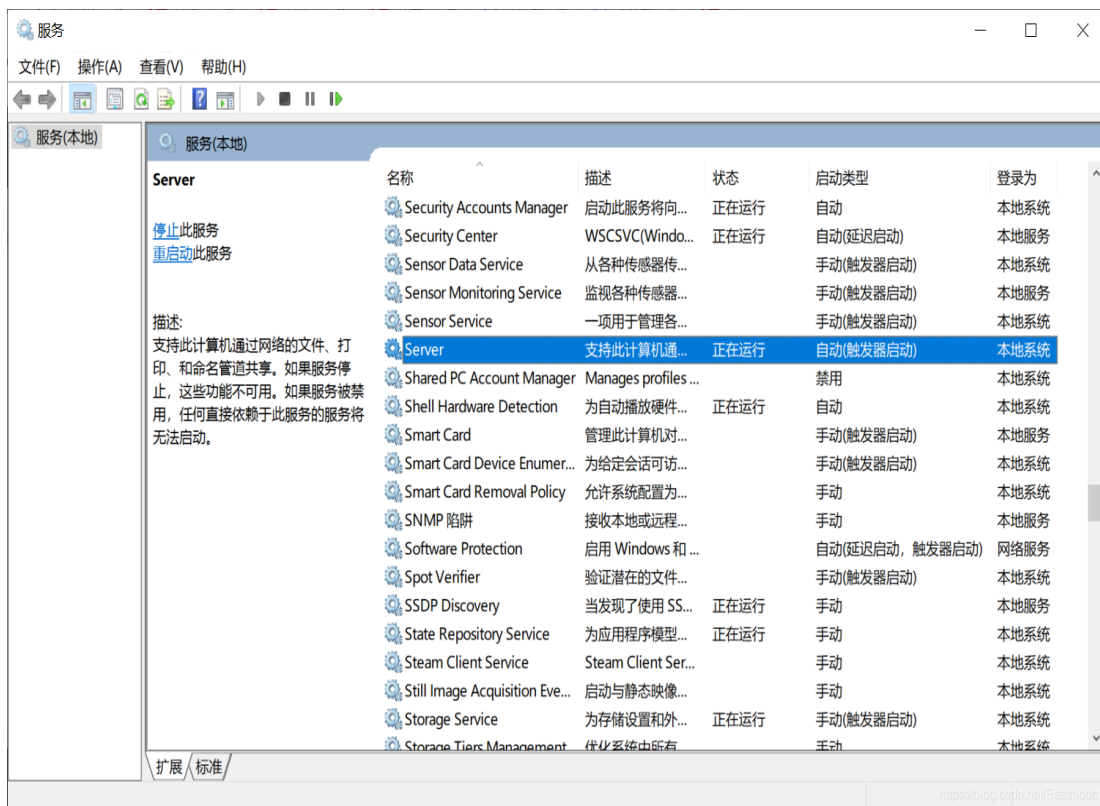 服务
文件(F) 操作(A) 查看(V) 帮助(H)
服务(本地)
服务(本地)
Server
停止此服务
重启动此服务
描述:
支持此计算机通过网络的文件、打
印、和命名管道共享。如果服务停
止，这些功能不可用。如果服务被禁
用，任何直接依赖于此服务的服务将
无法启动。
名称 描述 状态 启动类型 登录为
Security Accounts Manager 启动此服务将向... 正在运行 自动 本地系统
Security Center WSCSVC(Windo... 正在运行 自动(延迟启动) 本地服务
Sensor Data Service 从各种传感器传... 手动(触发器启动) 本地系统
Sensor Monitoring Service 监视各种传感器... 手动(触发器启动) 本地服务
Sensor Service 一项用于管理各... 手动(触发器启动) 本地系统
Server 支持此计算机通... 正在运行 自动(触发器启动) 本地系统
Shared PC Account Manager Manages profiles ... 禁用 本地系统
Shell Hardware Detection 为自动播放硬件... 正在运行 自动 本地系统
Smart Card 管理此计算机对... 手动(触发器启动) 本地服务
Smart Card Device Enumer... 为给定会话可访... 手动(触发器启动) 本地系统
Smart Card Removal Policy 允许系统配置为... 手动 本地系统
SNMP 陷阱 接收本地或远程... 手动 本地服务
Software Protection 启用 Windows 和 ... 自动(延迟启动，触发器启动) 网络服务
Spot Verifier 验证潜在的文件... 手动(触发器启动) 本地系统
SSDP Discovery 当发现了使用 SS... 正在运行 手动 本地服务
State Repository Service 为应用程序模型... 正在运行 手动 本地系统
Steam Client Service Steam Client Ser... 手动 本地系统
Still Image Acquisition Eve... 启动与静态映像... 手动 本地系统
Storage Service 为存储设置和外... 正在运行 手动(触发器启动) 本地系统
Storage Tiers Management 优化系统中所有 手动 本地系统
扩展 标准
https://blog.csdn.net/Eastmoun